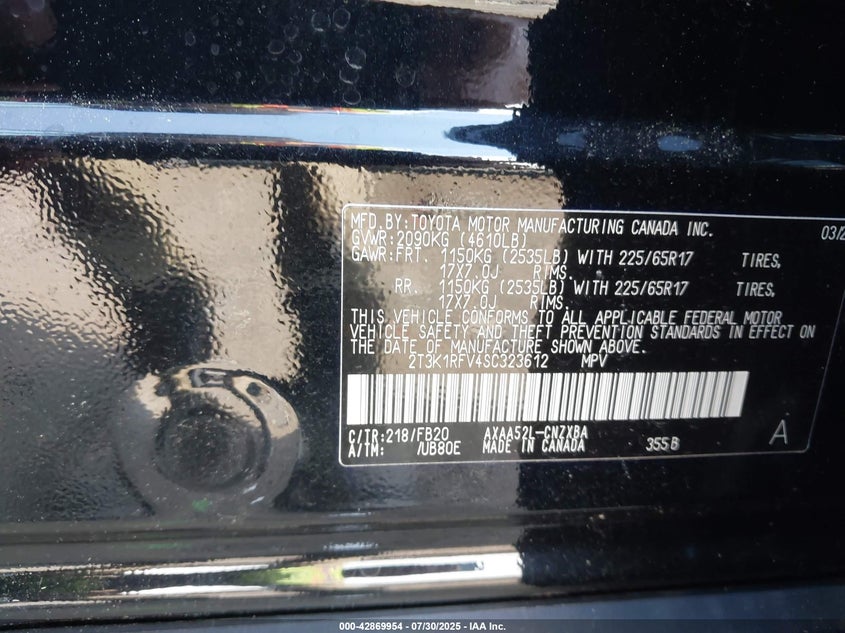 MFD.BY:TOYOTA MOTOR MANUFACTURING CANADA INC. 03/2
GVWR:2090KG (4610LB)
GAWR:FRT. 1150KG (2535LB) WITH 225/65R17 TIRES,
17X7.0J RIMS.
RR. 1150KG (2535LB) WITH 225/65R17 TIRES,
17X7.0J RIMS.
THIS VEHICLE CONFORMS TO ALL APPLICABLE FEDERAL MOTOR
VEHICLE SAFETY AND THEFT PREVENTION STANDARDS IN EFFECT ON
THE DATE OF MANUFACTURE SHOWN ABOVE.
2T3K1RFV4SC323612 MPV
C/TR:218/FB20 AXAA52L-CNZXBA
A/TM: /UB80E MADE IN CANADA 355B A
000-42869954 / 07/30/2025 - IAA Inc.